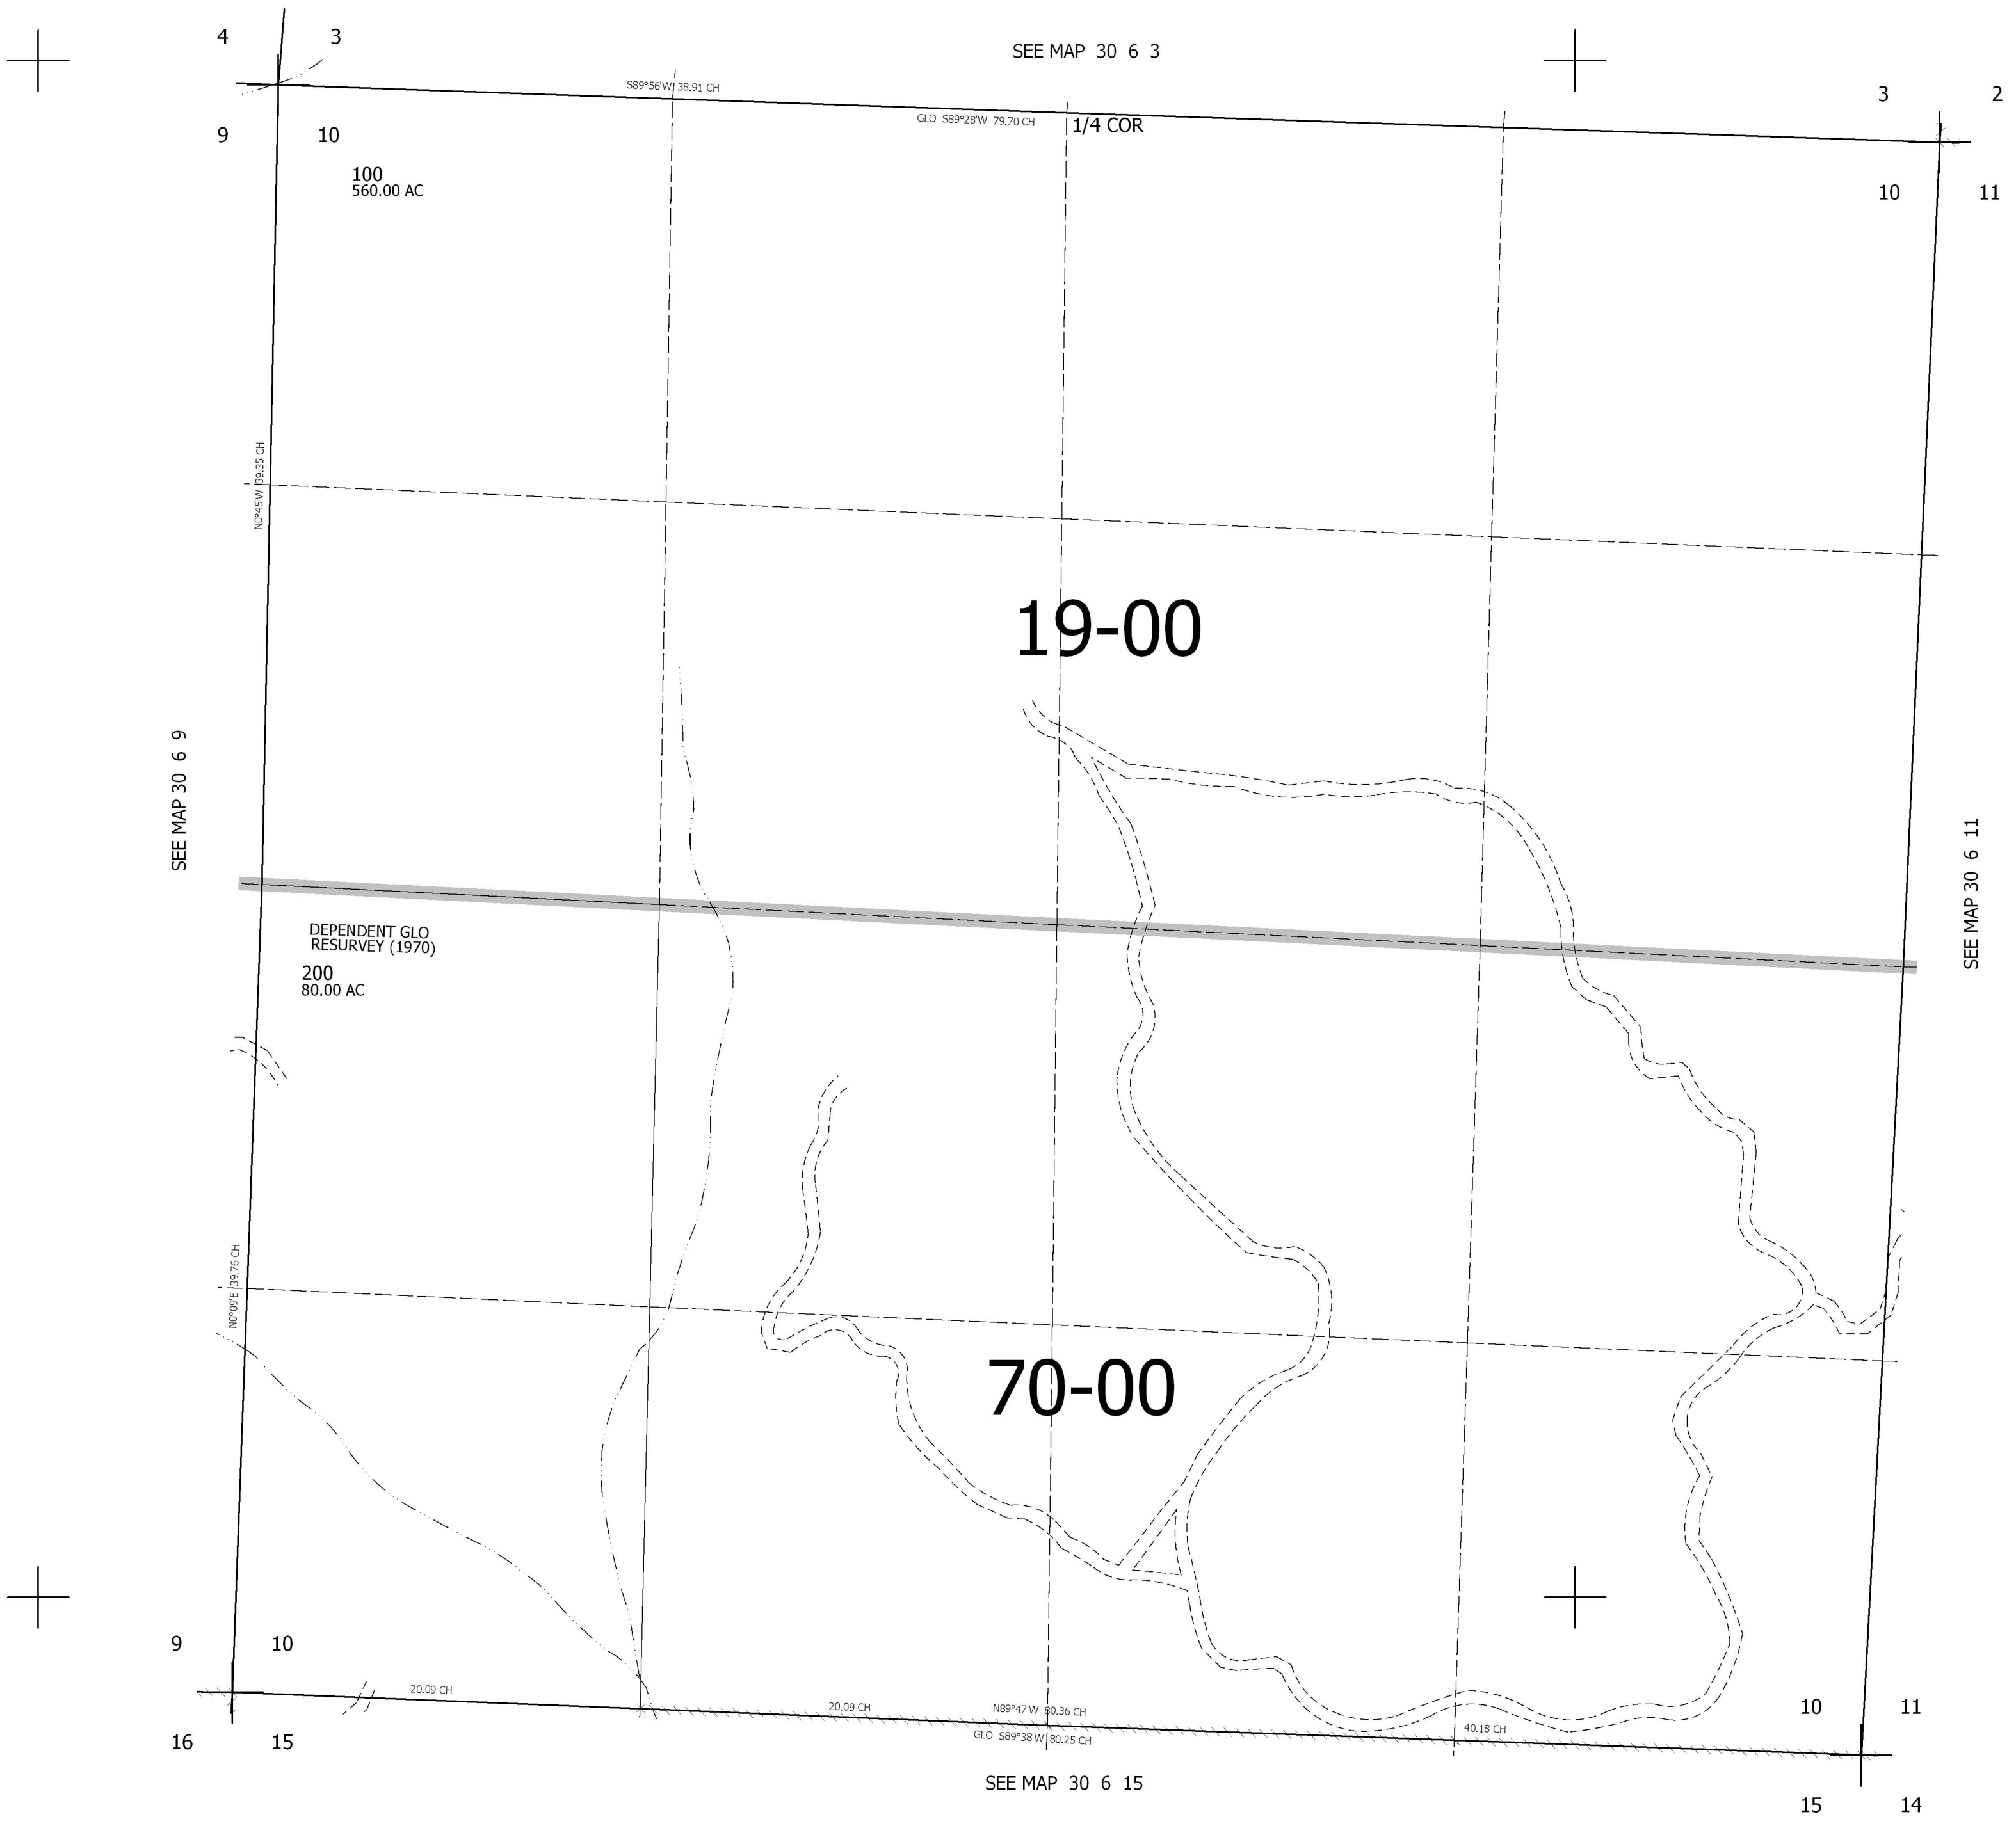 4 3
SEE MAP 30 6 3
3 2
S89°56'W 38.91 CH
GLO S89°28'W 79.70 CH
1/4 COR
9 10
10 11
100
560.00 AC
N0°45'W 39.35 CH
19-00
SEE MAP 30 6 9
SEE MAP 30 6 11
DEPENDENT GLO
RESURVEY (1970)
200
80.00 AC
N0°09'E 39.76 CH
70-00
9 10
20.09 CH
20.09 CH
N89°47'W 80.36 CH
10 11
40.18 CH
GLO S89°38'W 80.25 CH
16 15
SEE MAP 30 6 15
15 14